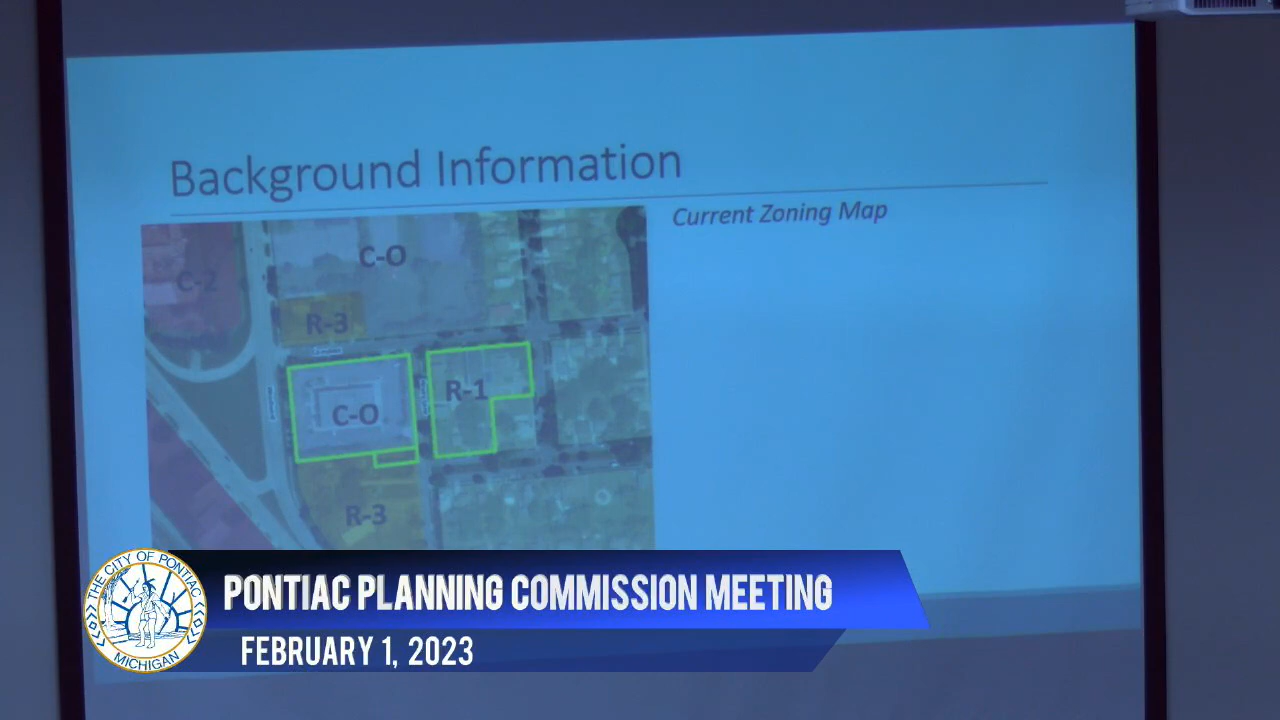 Background Information
Current Zoning Map
C-2
C-O
R-3
C-O
R-1
R-3
THE CITY OF PONTIAC
MICHIGAN
PONTIAC PLANNING COMMISSION MEETING
FEBRUARY 1, 2023